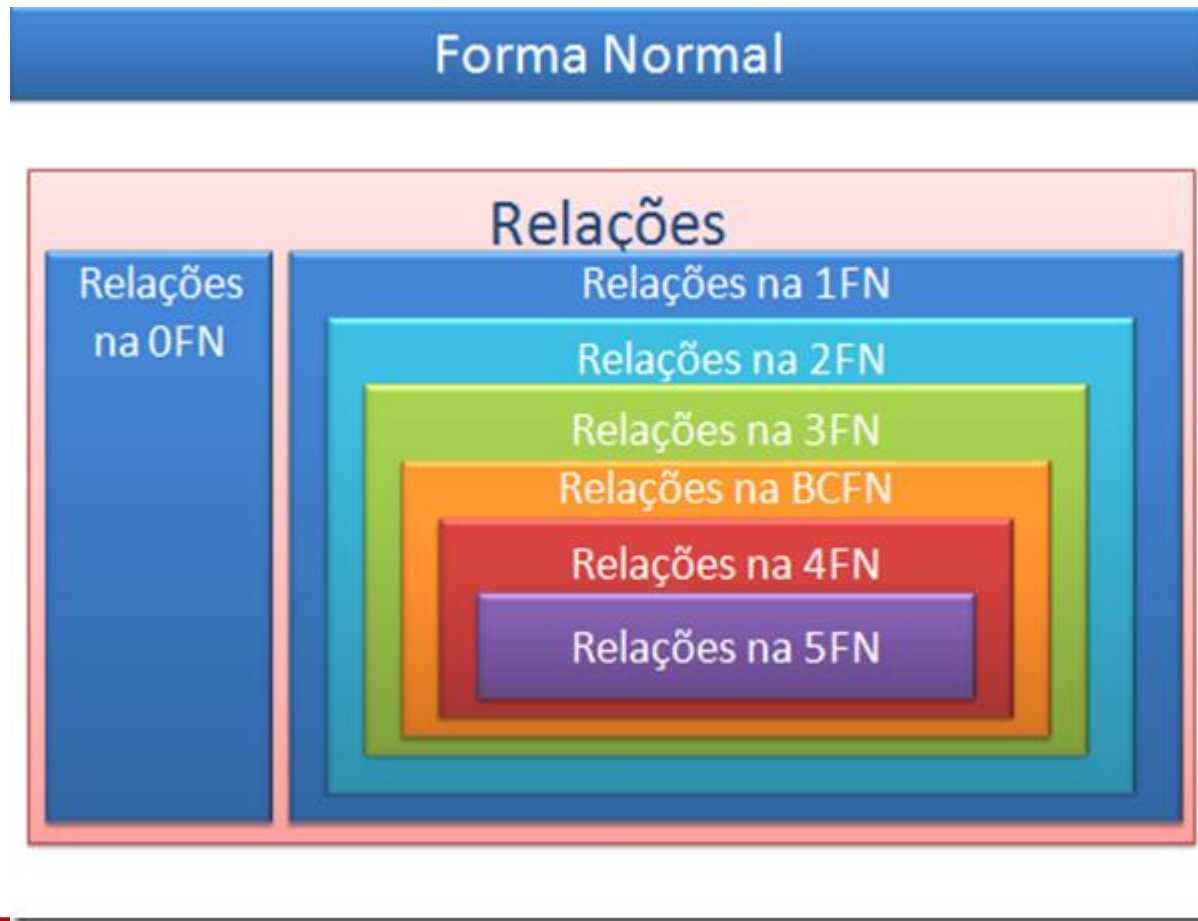 Forma Normal
Relações
Relações
na 0FN
Relações na 1FN
Relações na 2FN
Relações na 3FN
Relações na BCFN
Relações na 4FN
Relações na 5FN